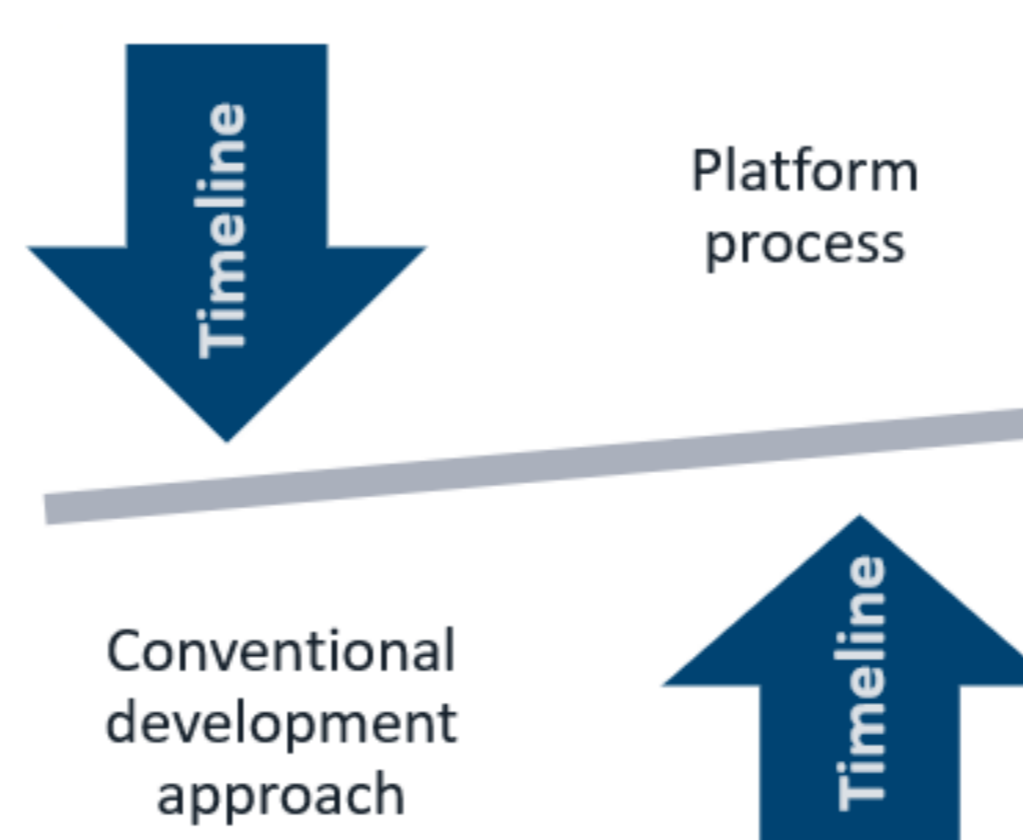 Timeline
Platform
process
Conventional
development
approach
Timeline